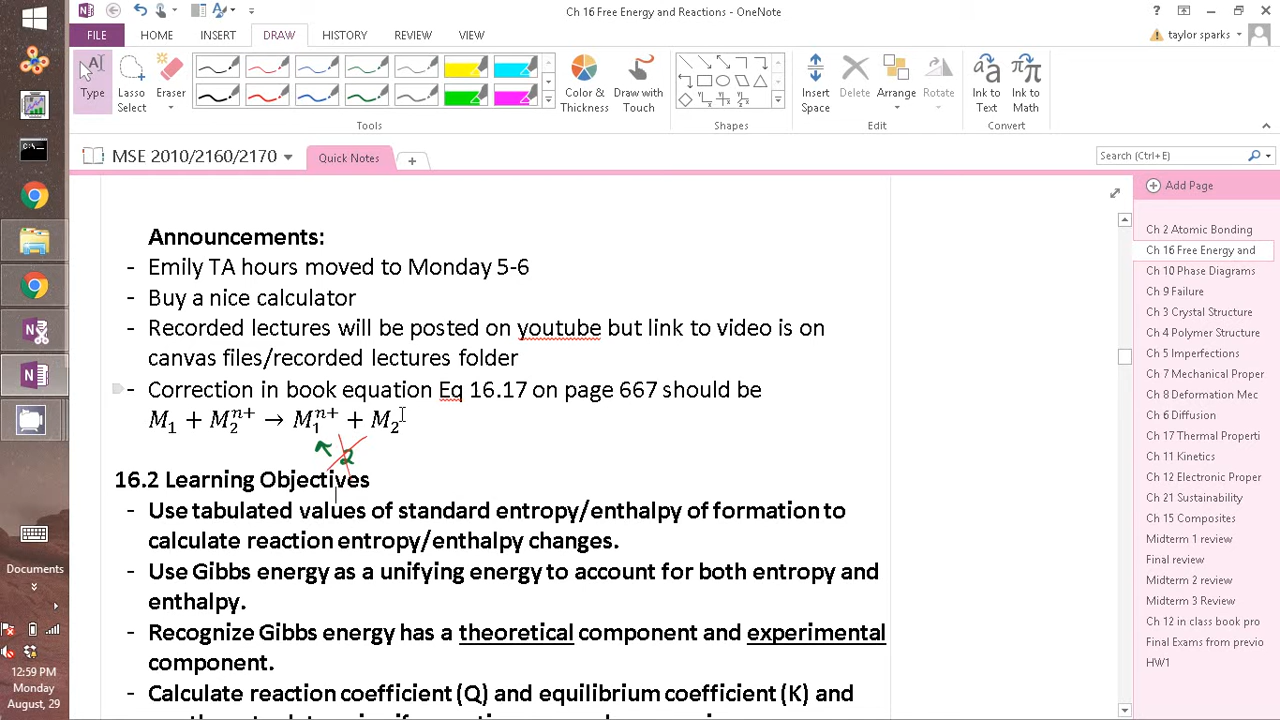 Ch 16 Free Energy and Reactions - OneNote
FILE HOME INSERT DRAW HISTORY REVIEW VIEW
taylor sparks
Type
Lasso Select
Eraser
Color & Thickness
Draw with Touch
Insert Space
Delete
Arrange
Rotate
Ink to Text
Ink to Math
Tools Shapes Edit Convert
MSE 2010/2160/2170
Quick Notes
Search (Ctrl+E)
Announcements:
- Emily TA hours moved to Monday 5-6
- Buy a nice calculator
- Recorded lectures will be posted on youtube but link to video is on
canvas files/recorded lectures folder
- Correction in book equation Eq 16.17 on page 667 should be
M₁ + M₂ⁿ⁺ → M₁ⁿ⁺ + M₂
2
16.2 Learning Objectives
- Use tabulated values of standard entropy/enthalpy of formation to
calculate reaction entropy/enthalpy changes.
- Use Gibbs energy as a unifying energy to account for both entropy and
enthalpy.
- Recognize Gibbs energy has a theoretical component and experimental
component.
- Calculate reaction coefficient (Q) and equilibrium coefficient (K) and
Add Page
Ch 2 Atomic Bonding
Ch 16 Free Energy and
Ch 10 Phase Diagrams
Ch 9 Failure
Ch 3 Crystal Structure
Ch 4 Polymer Structure
Ch 5 Imperfections
Ch 7 Mechanical Proper
Ch 8 Deformation Mec
Ch 6 Diffusion
Ch 17 Thermal Properti
Ch 11 Kinetics
Ch 12 Electronic Proper
Ch 21 Sustainability
Ch 15 Composites
Midterm 1 review
Final review
Midterm 2 review
Midterm 3 Review
Ch 12 in class book pro
Final Exams from previo
HW1
Documents
12:59 PM
Monday
August, 29